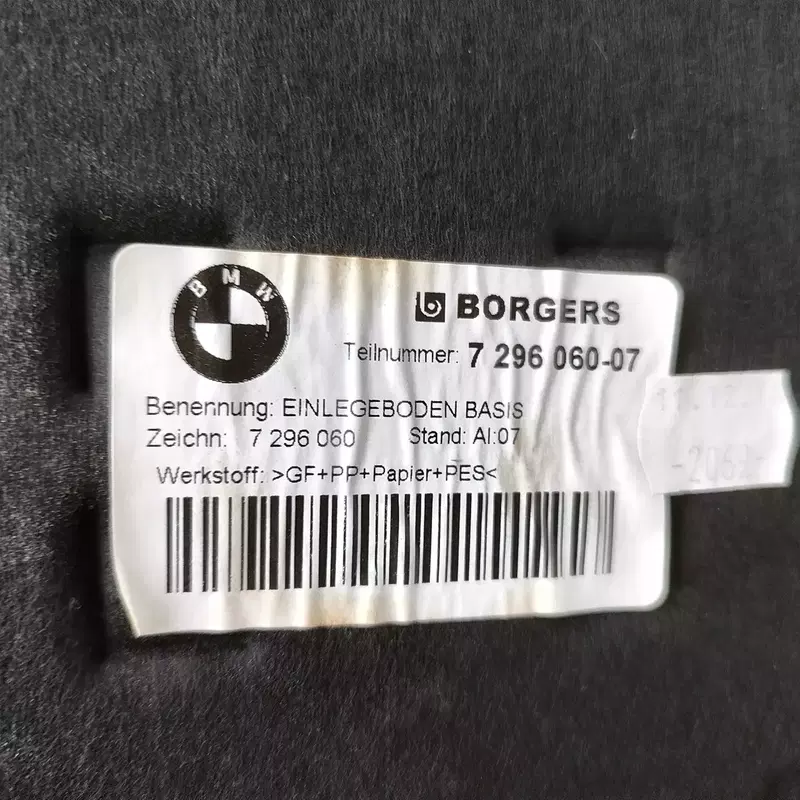 BMW
b BORGERS
Teilnummer: 7 296 060-07
Benennung: EINLEGEBODEN BASIS
Zeichn: 7 296 060 Stand: AI:07
Werkstoff: >GF+PP+Papier+PES<